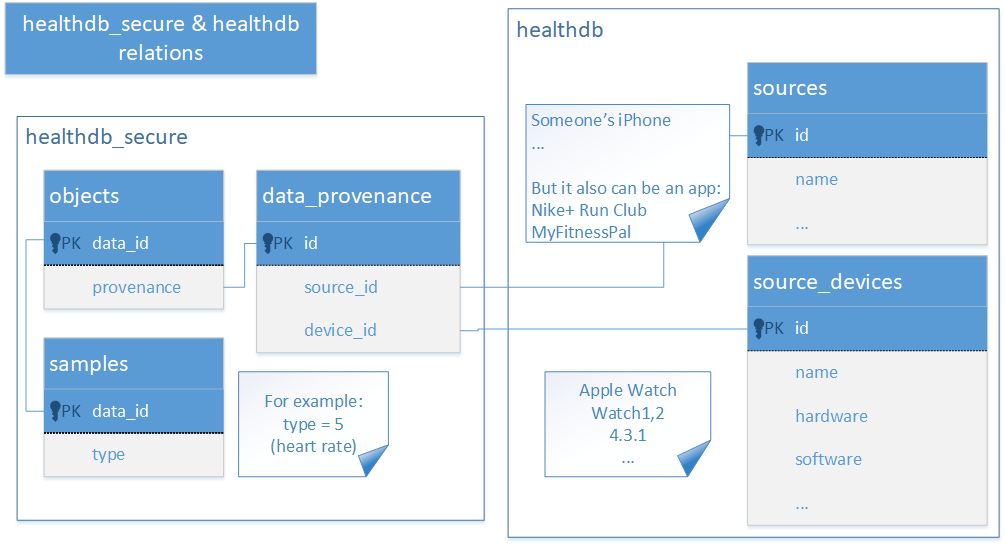 healthdb_secure & healthdb
relations
healthdb_secure
objects
PK data_id
provenance
data_provenance
PK id
source_id
device_id
samples
PK data_id
type
For example:
type = 5
(heart rate)
healthdb
Someone’s iPhone
...
But it also can be an app:
Nike+ Run Club
MyFitnessPal
sources
PK id
name
...
source_devices
PK id
name
hardware
software
...
Apple Watch
Watch1,2
4.3.1
...